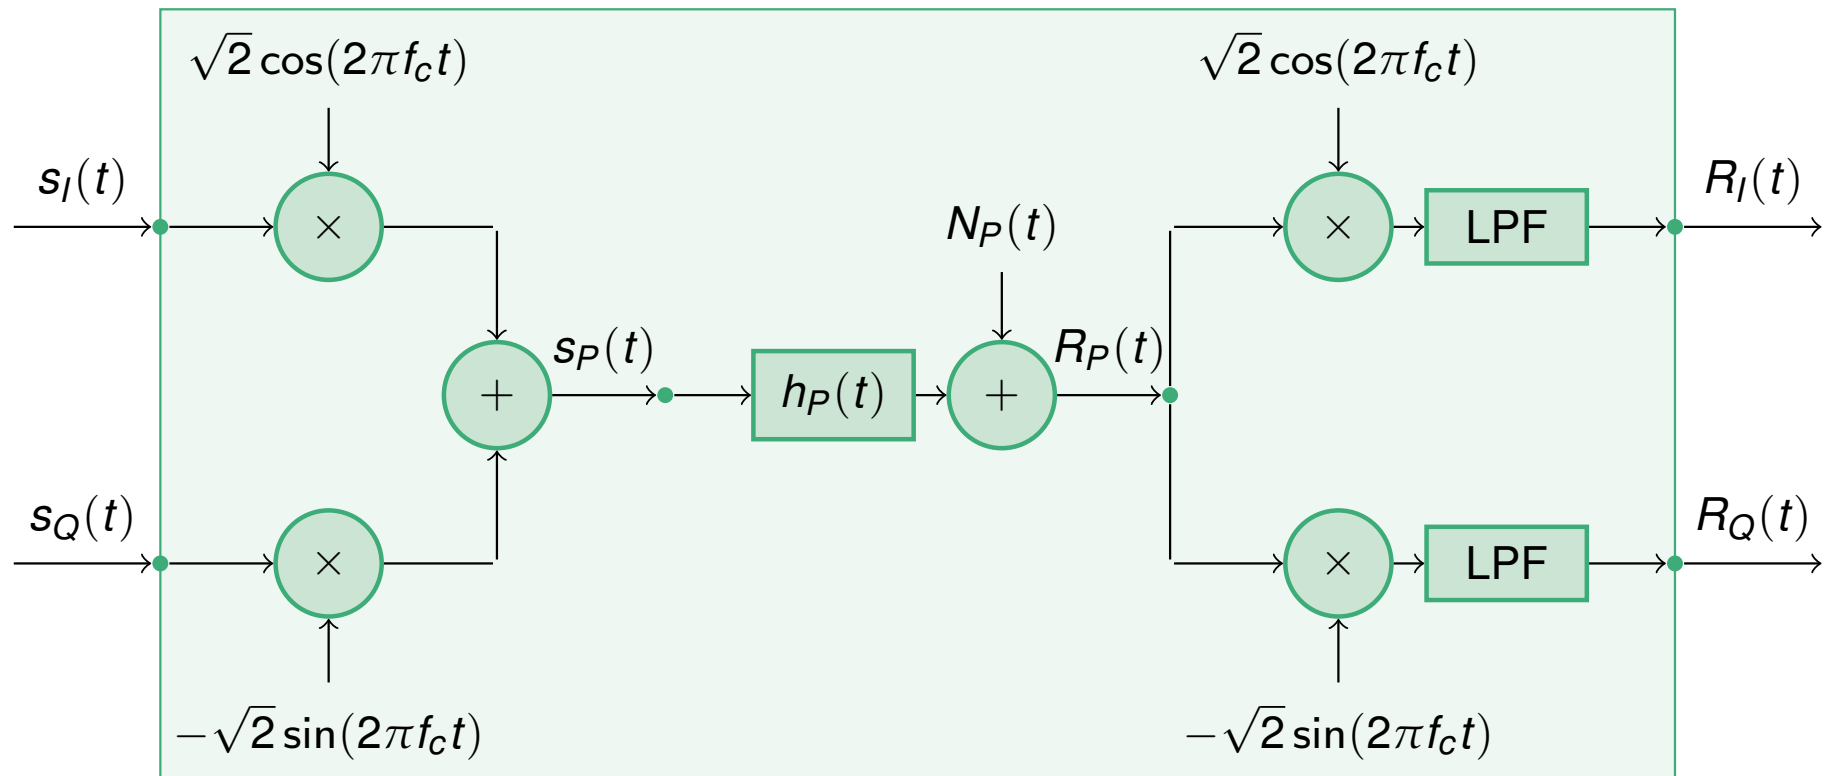 √2 cos(2πf_c t)
√2 cos(2πf_c t)
s_I(t)
×
×
LPF
R_I(t)
N_P(t)
+
s_P(t)
h_P(t)
+
R_P(t)
s_Q(t)
×
×
LPF
R_Q(t)
−√2 sin(2πf_c t)
−√2 sin(2πf_c t)